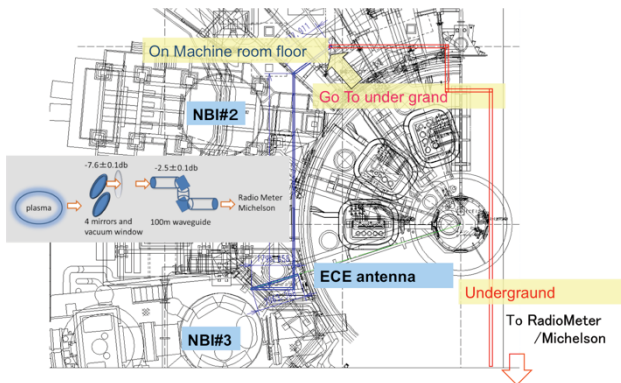 On Machine room floor
Go To under grand
NBI#2
-7.6±0.1db
-2.5±0.1db
plasma
Radio Meter
Michelson
4 mirrors and
vacuum window
100m waveguide
ECE antenna
Undergraund
NBI#3
To RadioMeter
/Michelson